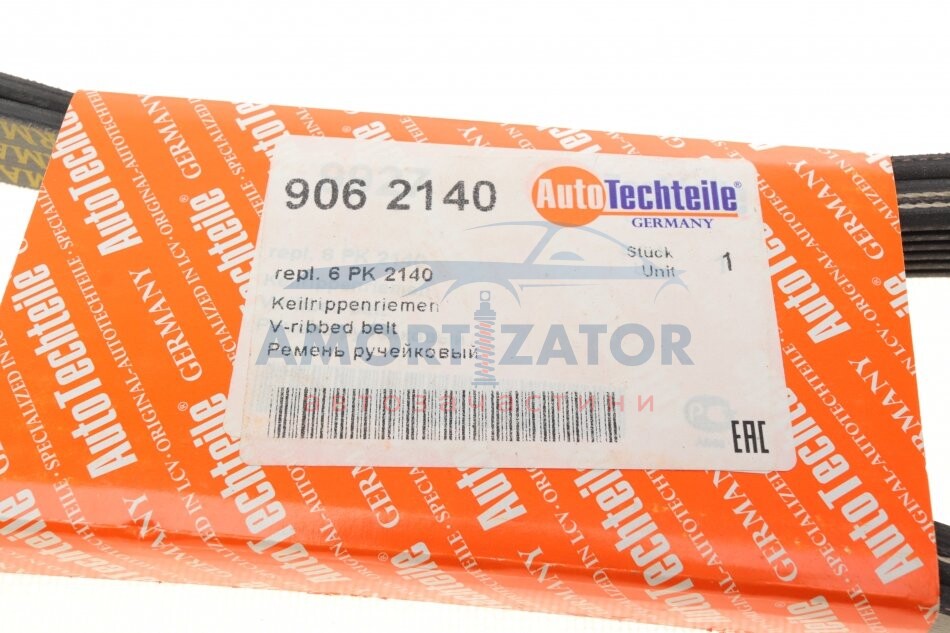 906 2140
AutoTechteile®
GERMANY
repl. 6 PK 2140
Stück
Unit
1
Keilrippenriemen
V-ribbed belt
Ремень ручейковый
AMORTIZATOR
автозапчастини
EAC
AutoTechteile
GERMANY
SPECIALIZED IN LCV · ORIGINAL · AUTOTECHTEILE